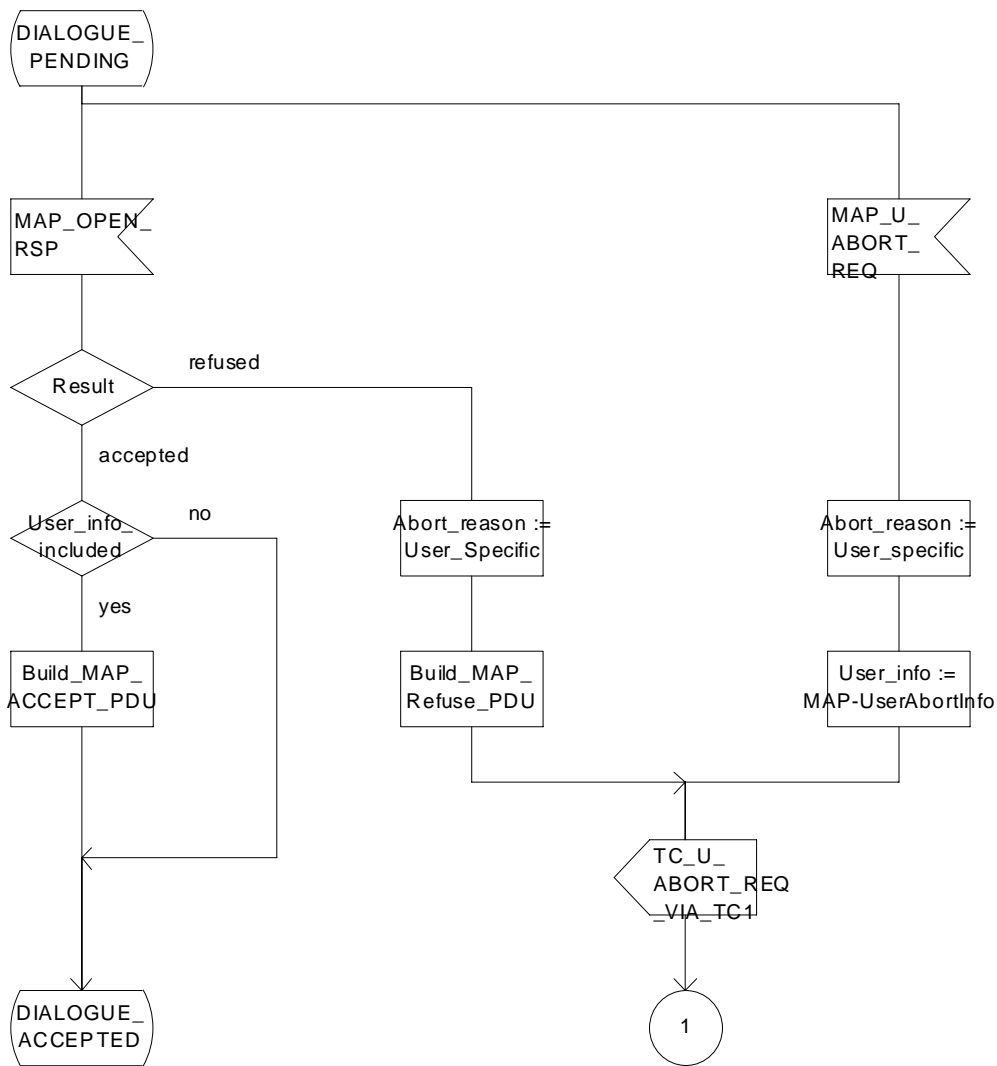 DIALOGUE_
PENDING
MAP_OPEN_
RSP
MAP_U_
ABORT_
REQ
Result
refused
accepted
User_info_
included
no
yes
Abort_reason :=
User_Specific
Abort_reason :=
User_specific
Build_MAP_
ACCEPT_PDU
Build_MAP_
Refuse_PDU
User_info :=
MAP-UserAbortInfo
TC_U_
ABORT_REQ
_VIA_TC1
DIALOGUE_
ACCEPTED
1